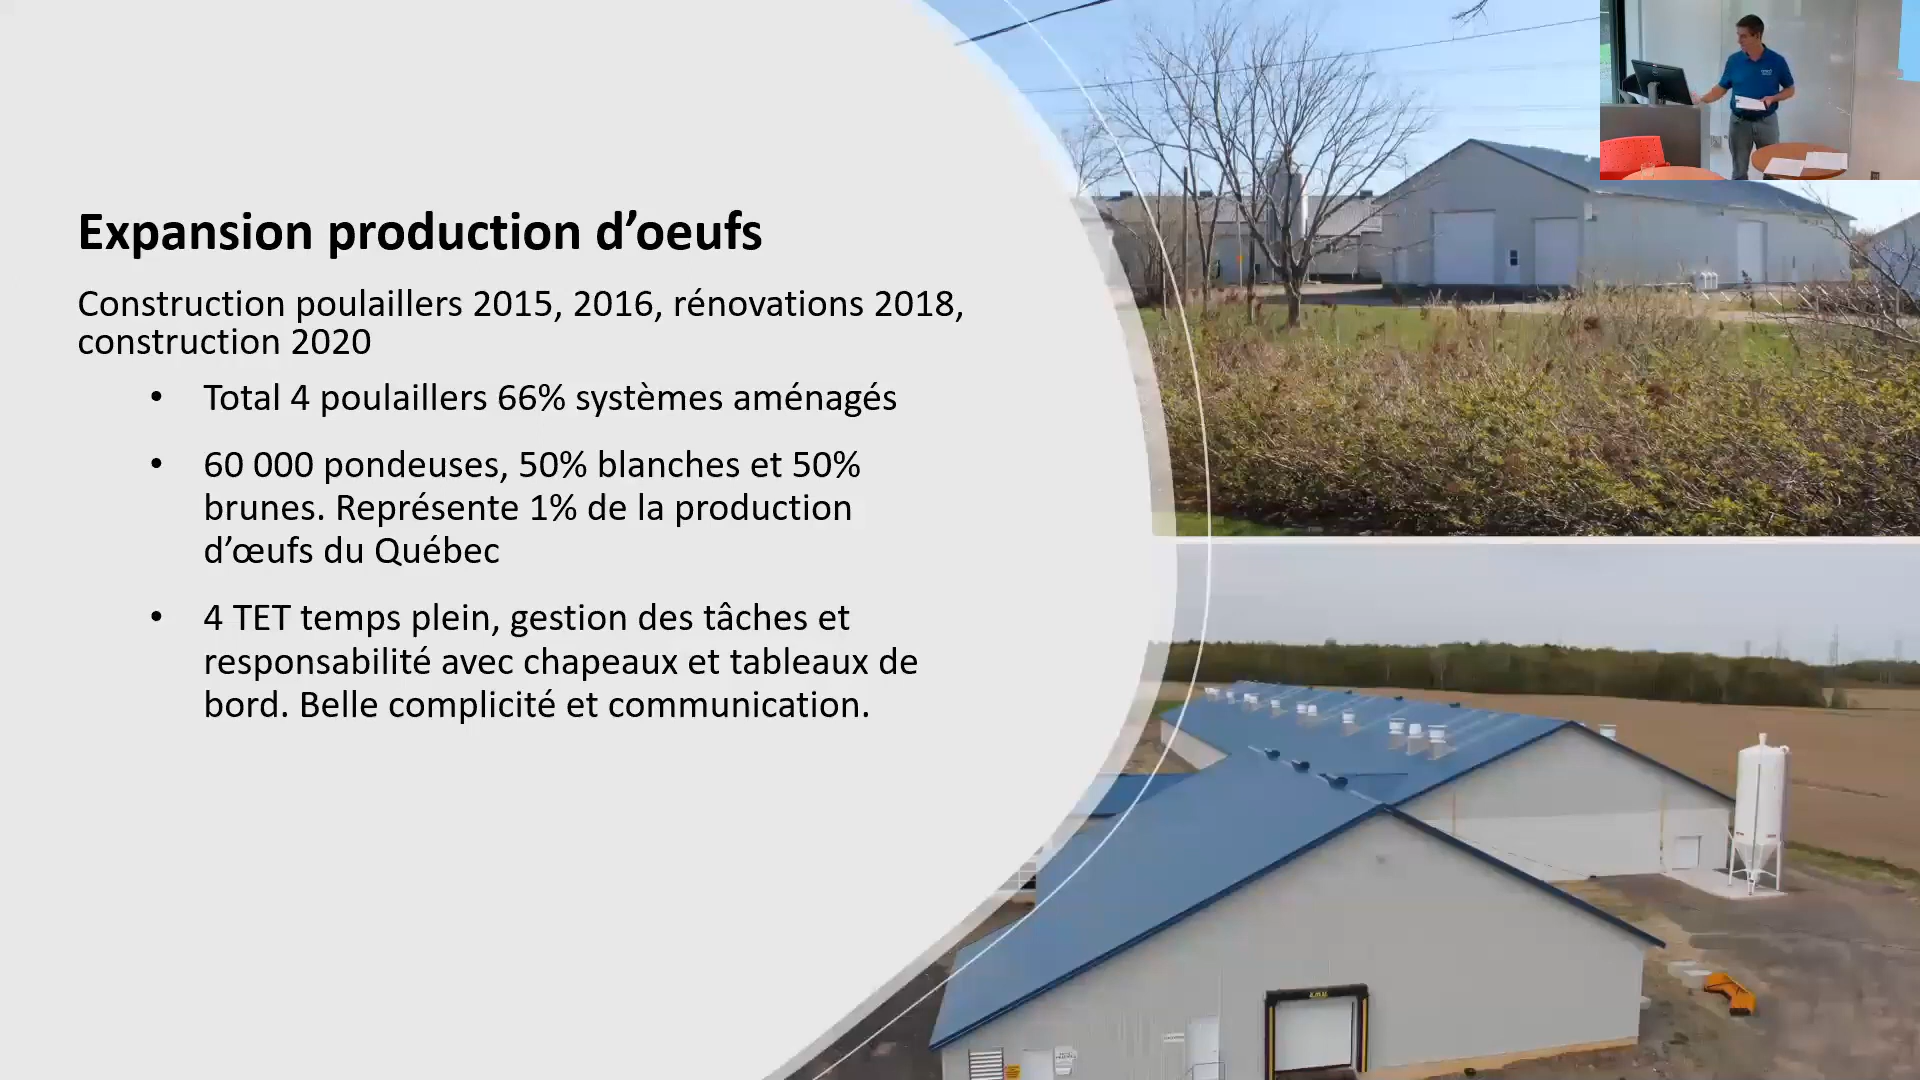 Expansion production d’oeufs
Construction poulaillers 2015, 2016, rénovations 2018,
construction 2020
• Total 4 poulaillers 66% systèmes aménagés
• 60 000 pondeuses, 50% blanches et 50%
brunes. Représente 1% de la production
d’œufs du Québec
• 4 TET temps plein, gestion des tâches et
responsabilité avec chapeaux et tableaux de
bord. Belle complicité et communication.